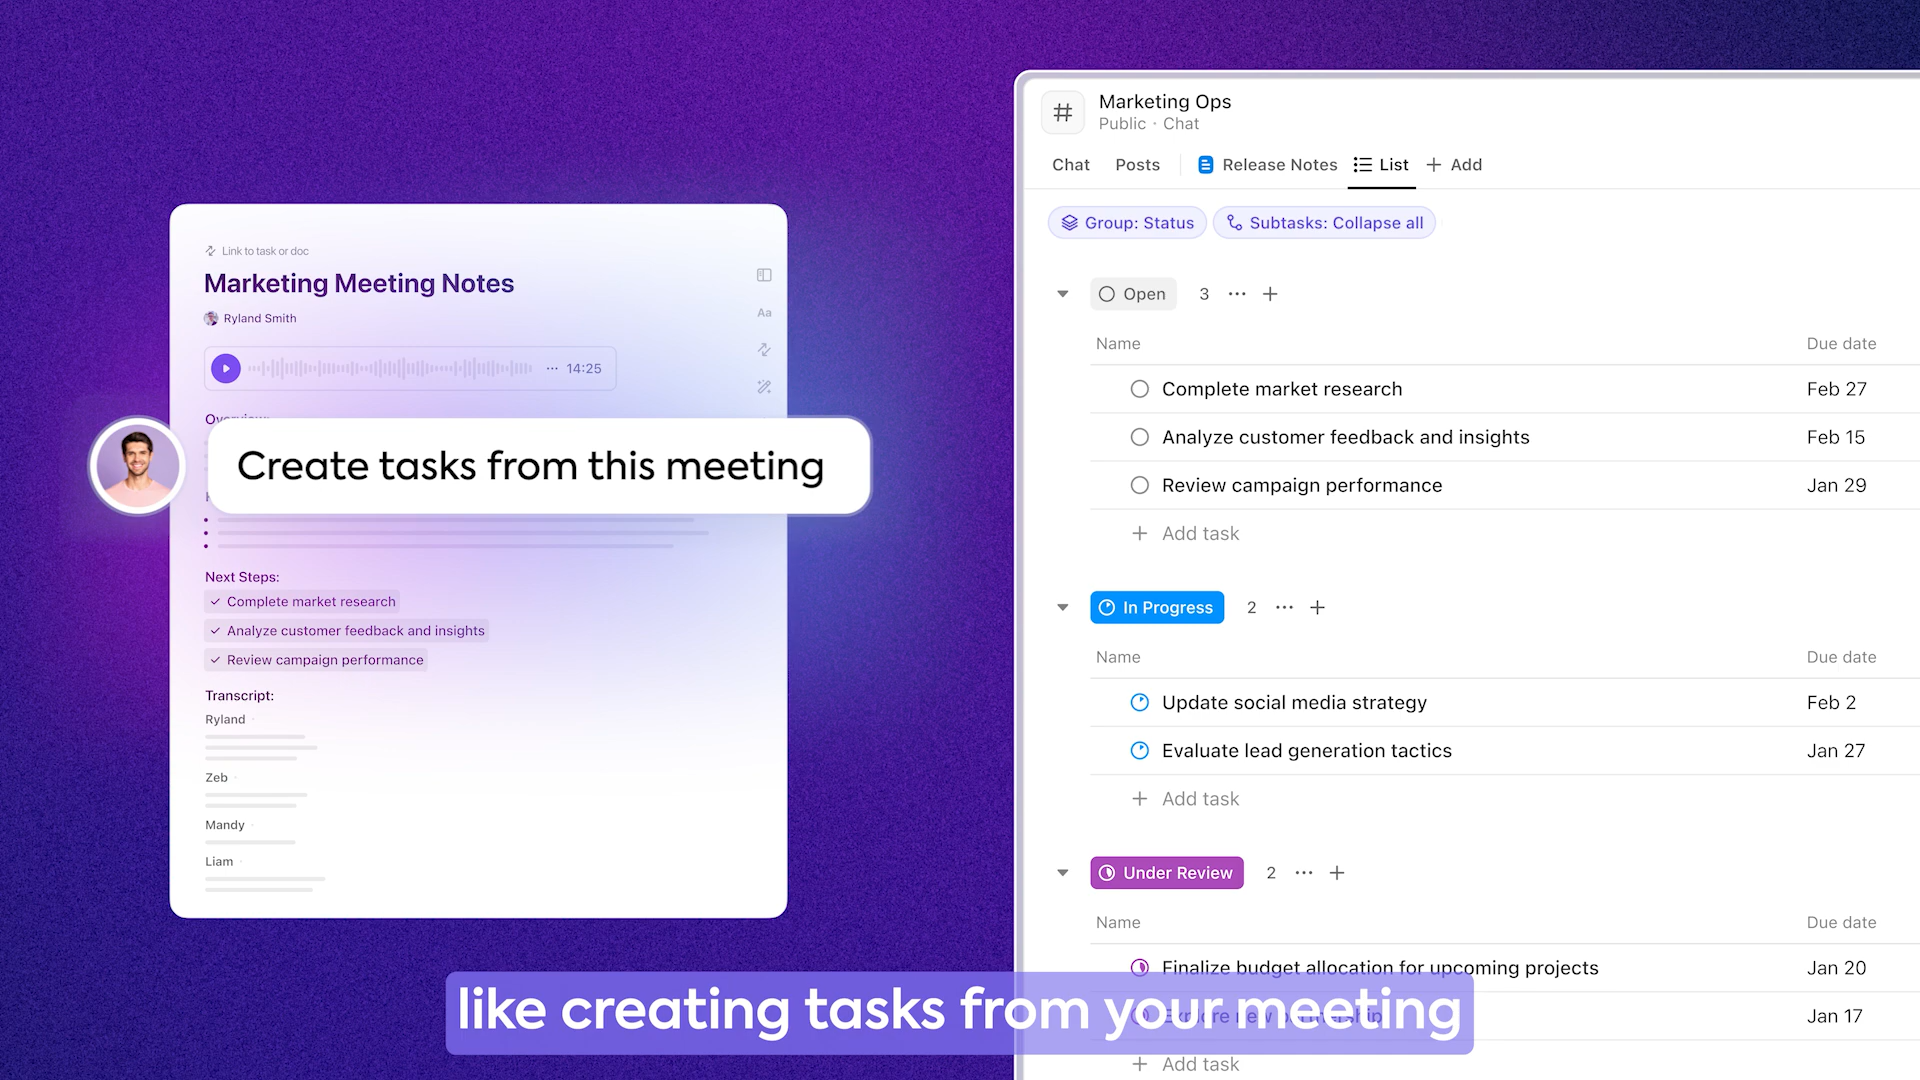 Link to task or doc
Marketing Meeting Notes
Ryland Smith
14:25
Aa
Create tasks from this meeting
Next Steps:
Complete market research
Analyze customer feedback and insights
Review campaign performance
Transcript:
Ryland
Zeb
Mandy
Liam
# Marketing Ops
Public · Chat
Chat Posts Release Notes List + Add
Group: Status Subtasks: Collapse all
Open 3 ... +
Name Due date
Complete market research Feb 27
Analyze customer feedback and insights Feb 15
Review campaign performance Jan 29
+ Add task
In Progress 2 ... +
Name Due date
Update social media strategy Feb 2
Evaluate lead generation tactics Jan 27
+ Add task
Under Review 2 ... +
Name Due date
Finalize budget allocation for upcoming projects Jan 20
Jan 17
+ Add task
like creating tasks from your meeting